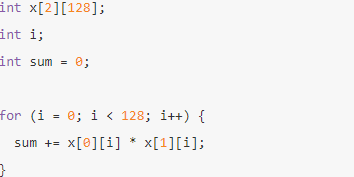 int x[2][128];
int i;
int sum = 0;
for (i = 0; i < 128; i++) {
sum += x[0][i] * x[1][i];
}